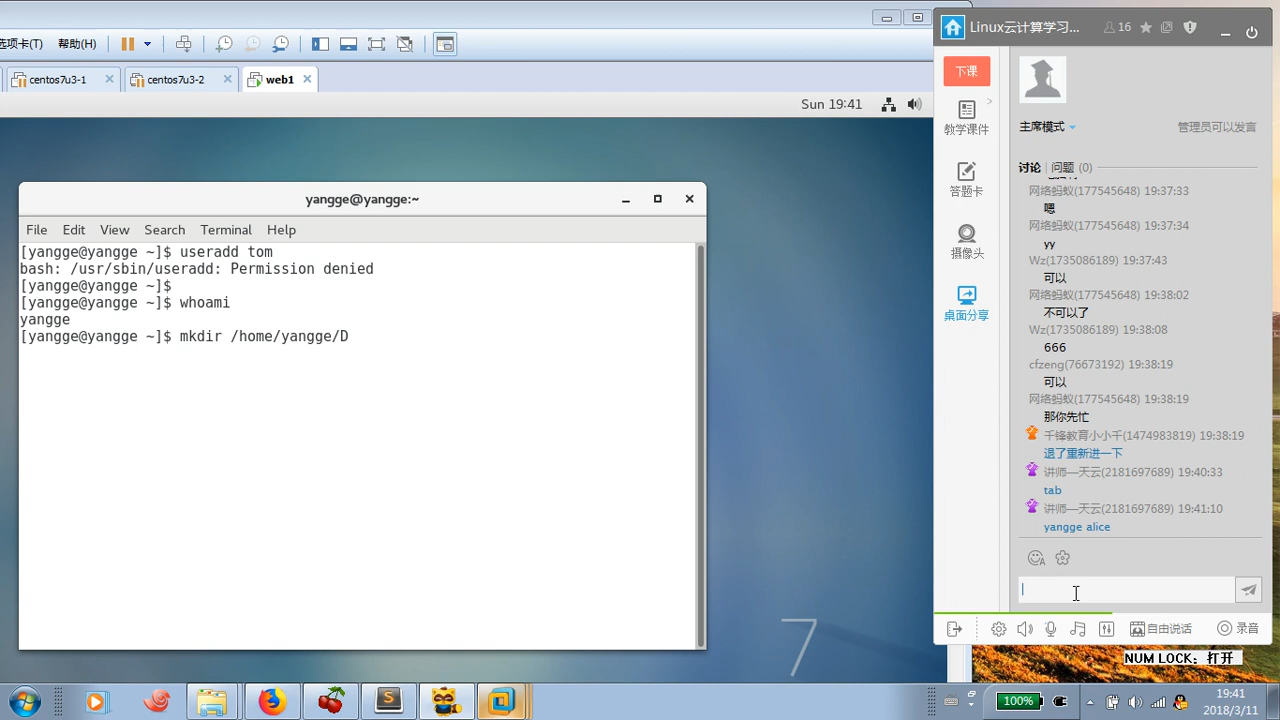 选项卡(T) 帮助(H)
centos7u3-1
centos7u3-2
web1
Sun 19:41
yangge@yangge:~
File Edit View Search Terminal Help
[yangge@yangge ~]$ useradd tom
bash: /usr/sbin/useradd: Permission denied
[yangge@yangge ~]$
[yangge@yangge ~]$ whoami
yangge
[yangge@yangge ~]$ mkdir /home/yangge/D
7
Linux云计算学习... 16
下课
教学课件
答题卡
摄像头
桌面分享
主席模式 管理员可以发言
讨论 问题 (0)
网络蚂蚁(177545648) 19:37:33
嗯
网络蚂蚁(177545648) 19:37:34
yy
Wz(1735086189) 19:37:43
可以
网络蚂蚁(177545648) 19:38:02
不可以了
Wz(1735086189) 19:38:08
666
cfzeng(76673192) 19:38:19
可以
网络蚂蚁(177545648) 19:38:19
那你先忙
千锋教育小小千(1474983819) 19:38:19
退了重新进一下
讲师—天云(2181697689) 19:40:33
tab
讲师—天云(2181697689) 19:41:10
yangge alice
自由说话 录音
NUM LOCK：打开
100%
19:41
2018/3/11